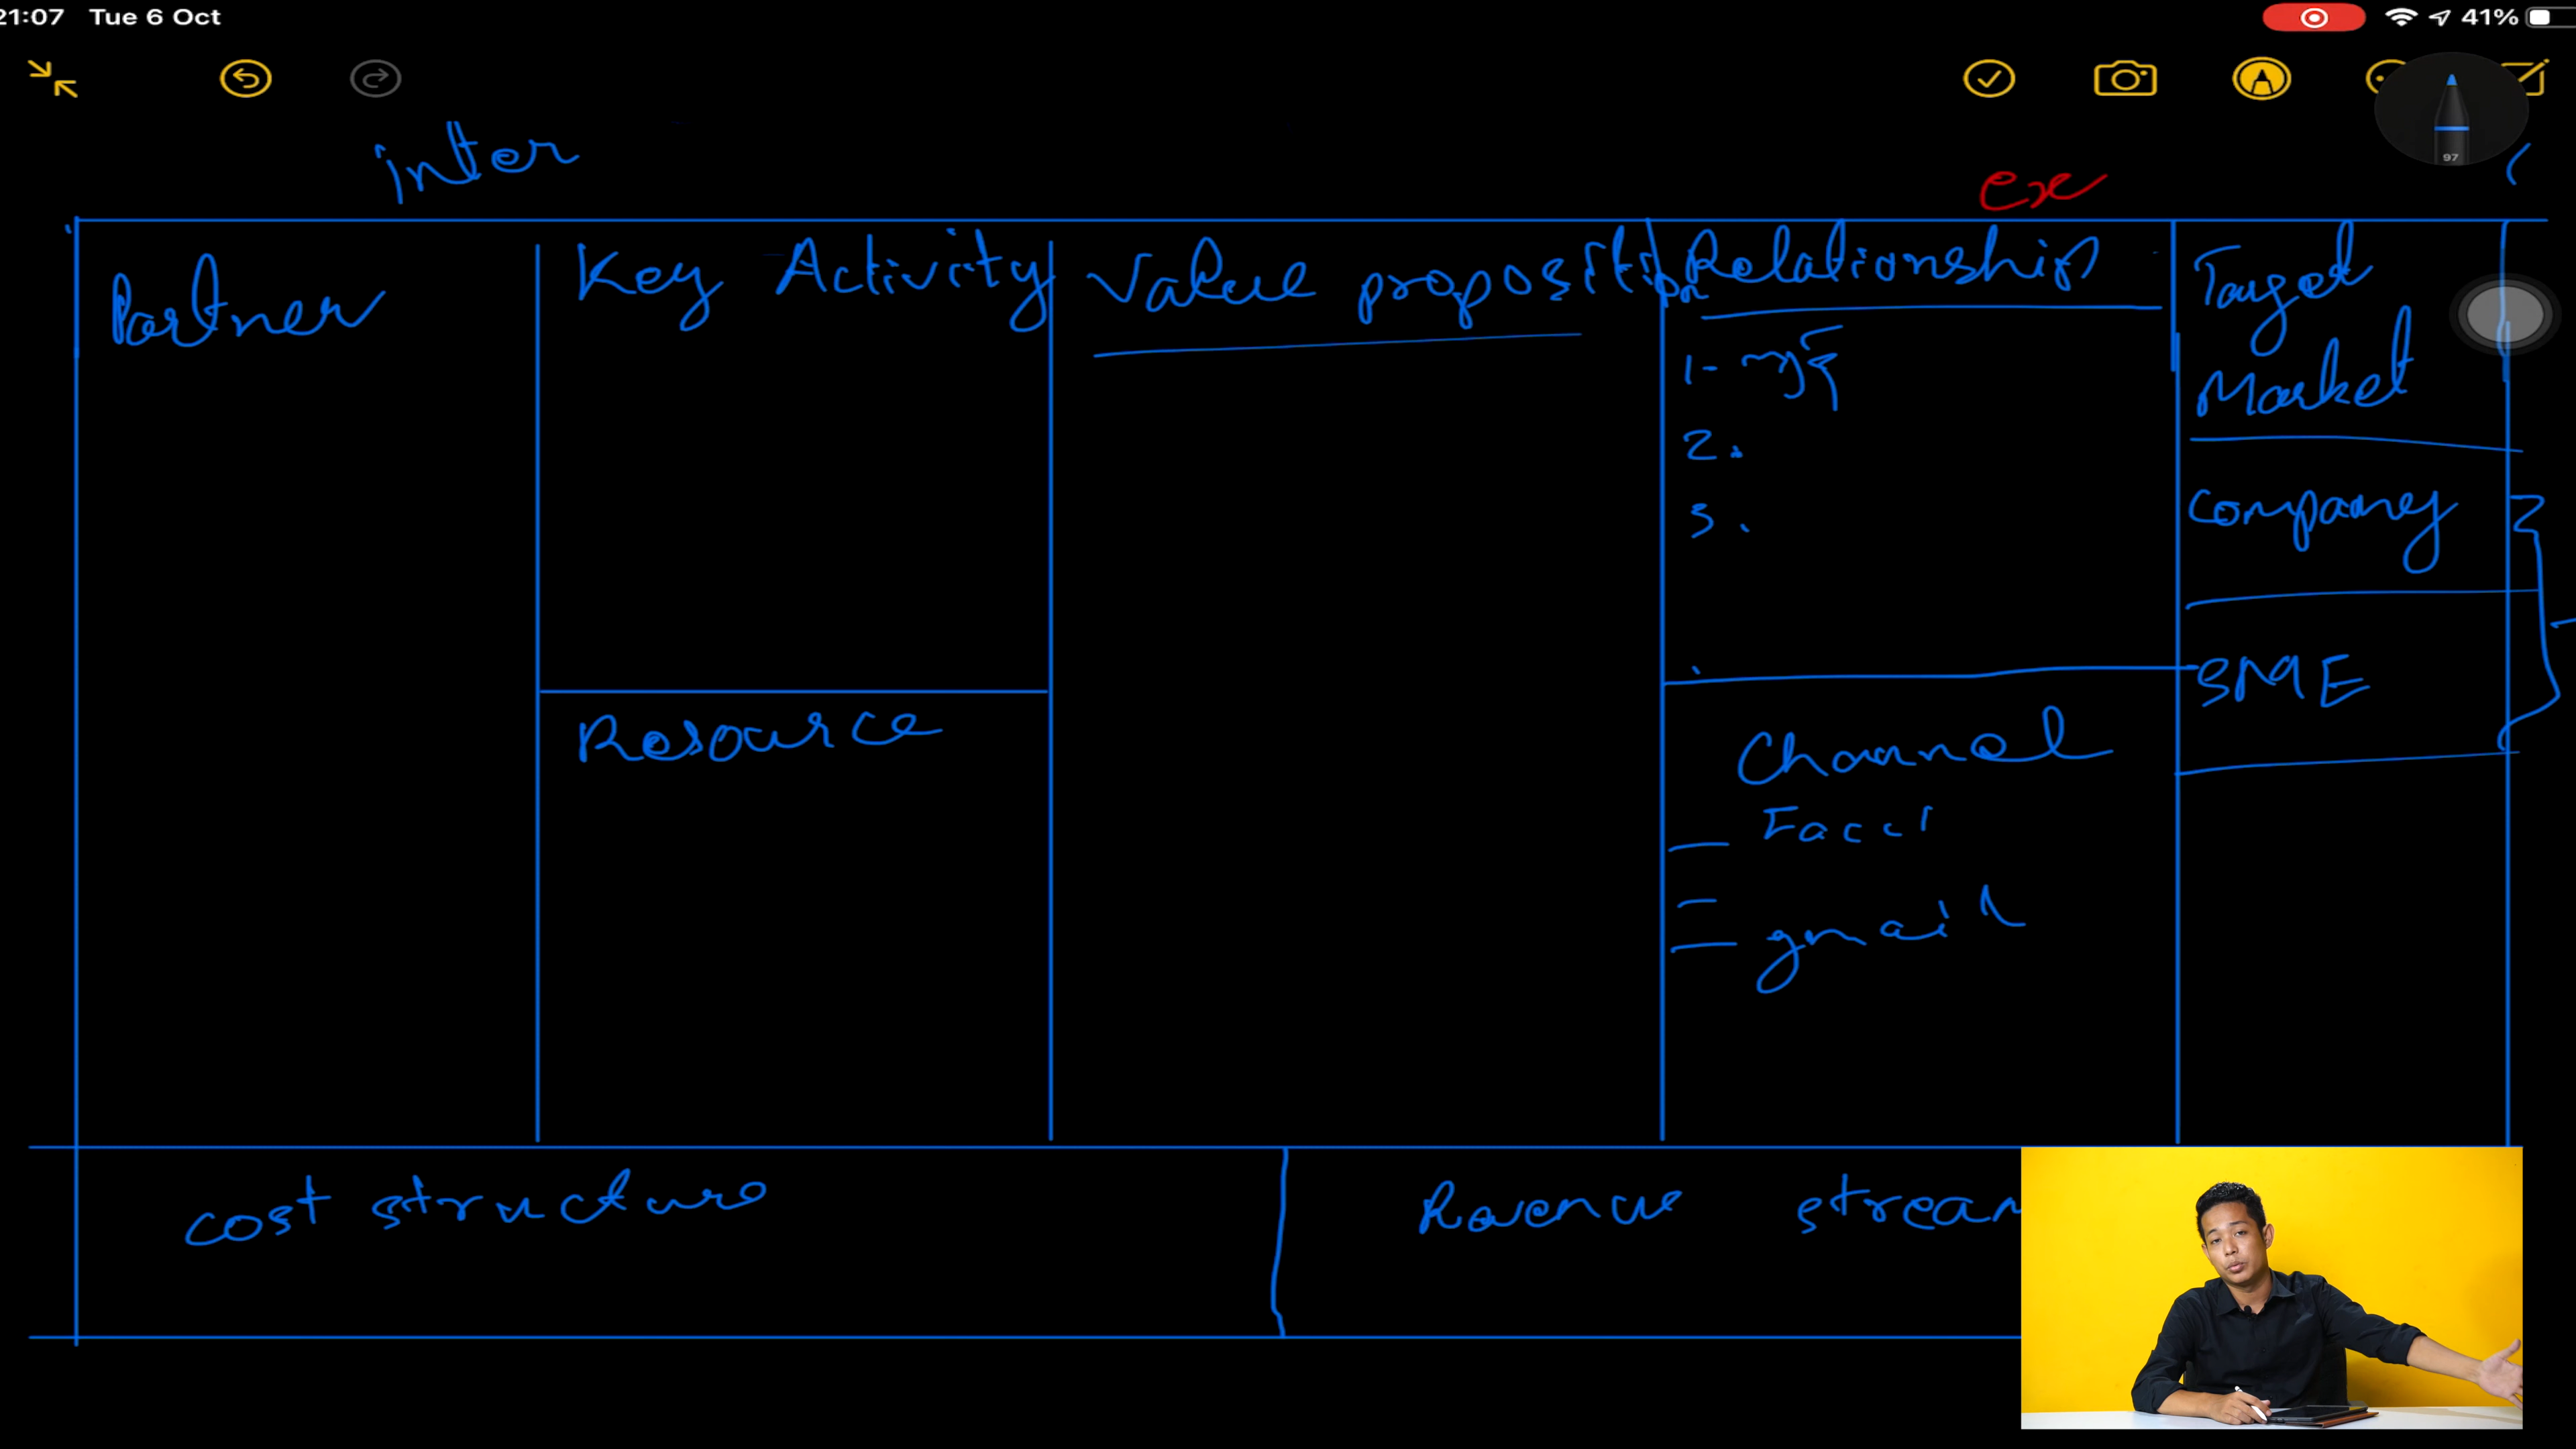 21:07 Tue 6 Oct
41%
97
inter
ex
Partner
Key Activity
Value proposition
Relationship
Target
Market
1-
2.
3.
Company
SME
Resource
Channel
gmail
cost structure
Revenue stream